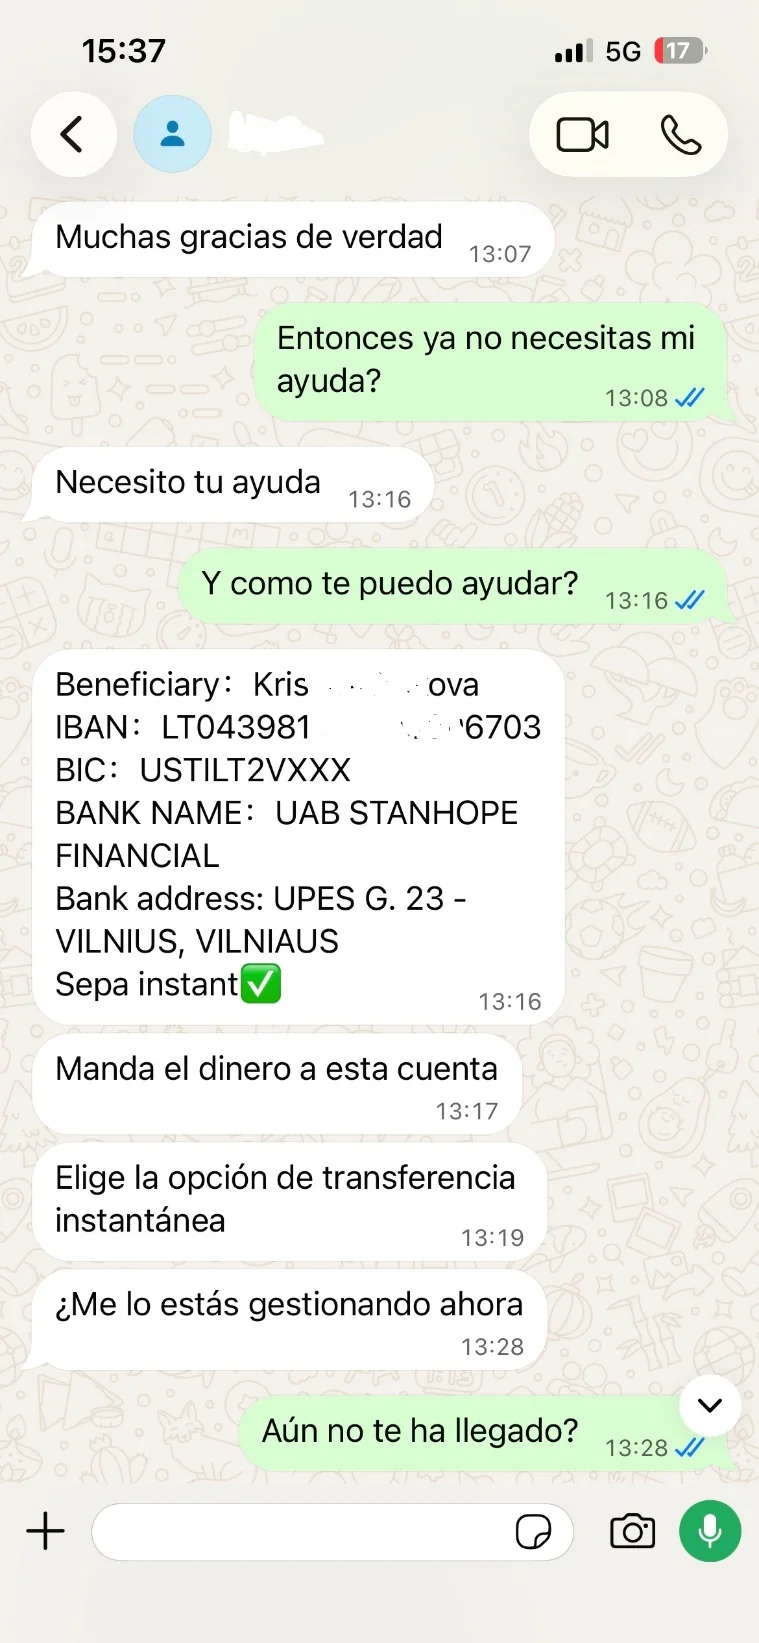 15:37
5G
17
Muchas gracias de verdad
13:07
Entonces ya no necesitas mi
ayuda?
13:08
Necesito tu ayuda
13:16
Y como te puedo ayudar?
13:16
Beneficiary: Kris ova
IBAN: LT043981 6703
BIC: USTILT2VXXX
BANK NAME: UAB STANHOPE
FINANCIAL
Bank address: UPES G. 23 -
VILNIUS, VILNIAUS
Sepa instant✅
13:16
Manda el dinero a esta cuenta
13:17
Elige la opción de transferencia
instantánea
13:19
¿Me lo estás gestionando ahora
13:28
Aún no te ha llegado?
13:28